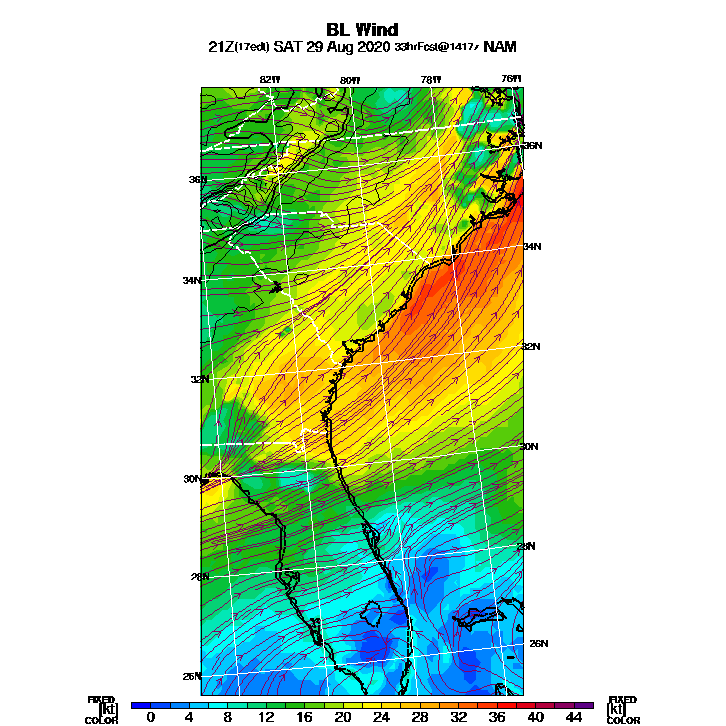 BL Wind
21Z(17edt) SAT 29 Aug 2020 33hrFcst@1417z NAM
82W 80W 78W 76W
36N
36N
34N
34N
32N
32N
30N
30N
28N
28N
26N
26N
FIXED FIXED
[kt] 0 4 8 12 16 20 24 28 32 36 40 44 [kt]
COLOR COLOR